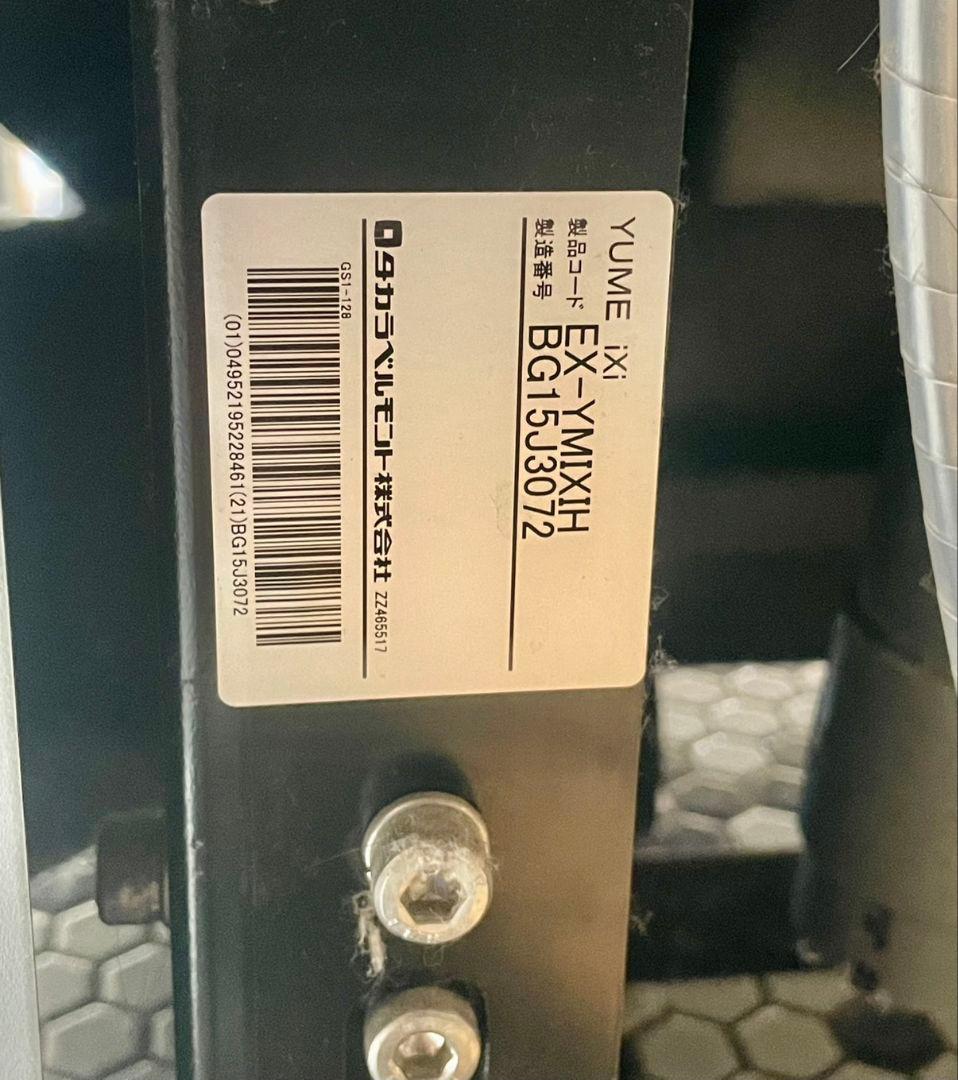 YUME iXi
製品コード EX-YMIXIH
製造番号 BG15J3072
タカラベルモント株式会社 ZZ465517
GS1-128
(01)04952195228461(21)BG15J3072